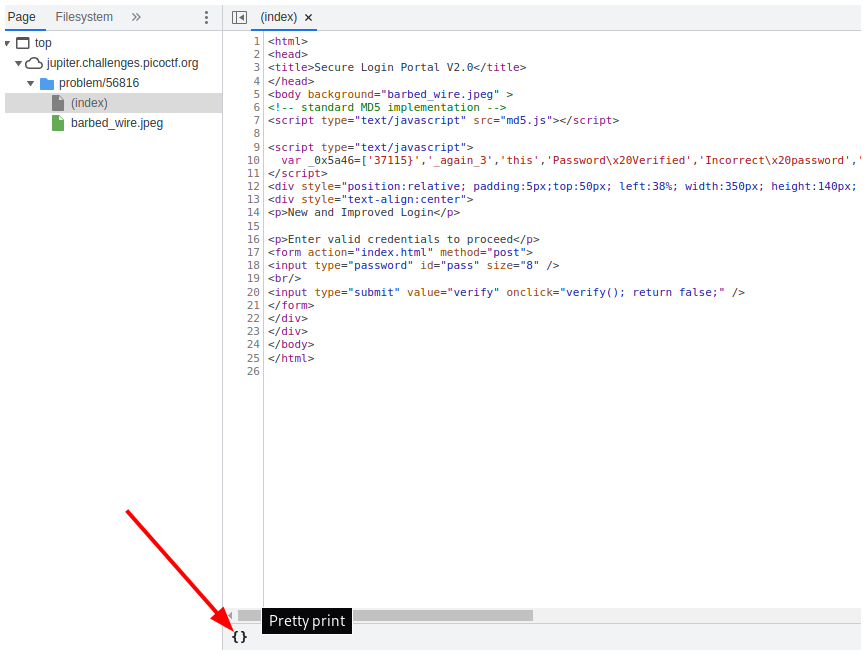 Page Filesystem »
top
jupiter.challenges.picoctf.org
problem/56816
(index)
barbed_wire.jpeg
(index) ×
1 <html>
2 <head>
3 <title>Secure Login Portal V2.0</title>
4 </head>
5 <body background="barbed_wire.jpeg" >
6 <!-- standard MD5 implementation -->
7 <script type="text/javascript" src="md5.js"></script>
8
9 <script type="text/javascript">
10 var _0x5a46=['37115}','_again_3','this','Password\x20Verified','Incorrect\x20password','
11 </script>
12 <div style="position:relative; padding:5px;top:50px; left:38%; width:350px; height:140px;
13 <div style="text-align:center">
14 <p>New and Improved Login</p>
15
16 <p>Enter valid credentials to proceed</p>
17 <form action="index.html" method="post">
18 <input type="password" id="pass" size="8" />
19 <br/>
20 <input type="submit" value="verify" onclick="verify(); return false;" />
21 </form>
22 </div>
23 </div>
24 </body>
25 </html>
26
Pretty print
{}